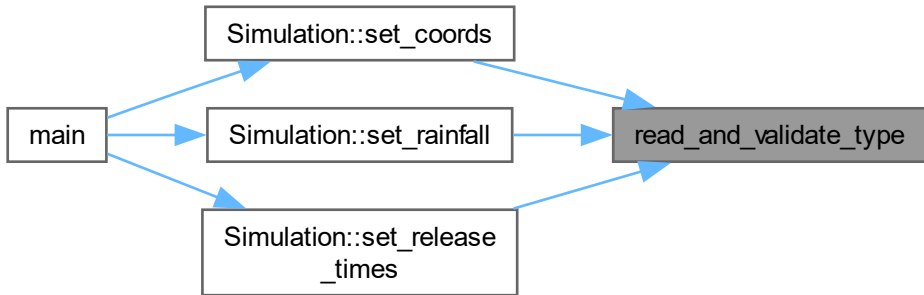 Simulation::set_coords
main
Simulation::set_rainfall
read_and_validate_type
Simulation::set_release
_times